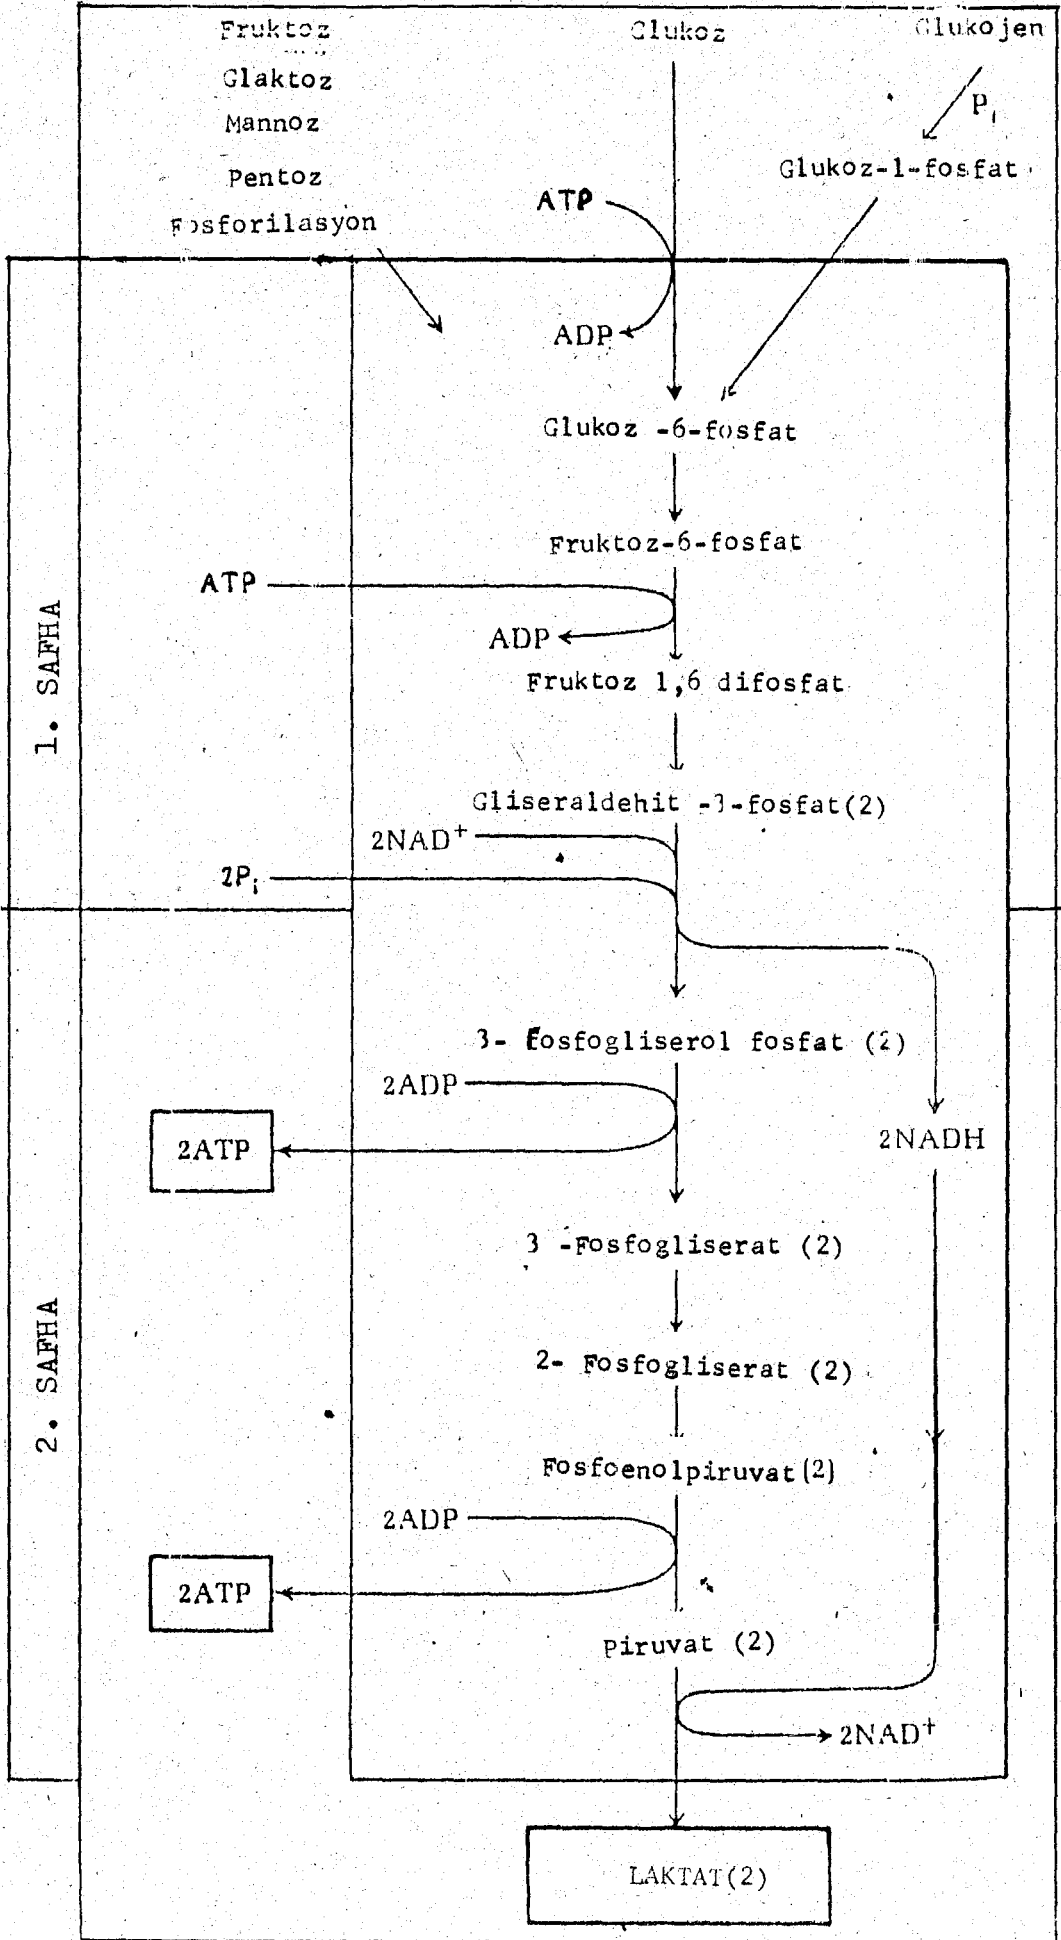 Fruktoz
Glukoz
Glukojen
Glaktoz
Mannoz
Pentoz
Fosforilasyon
Pi
Glukoz-1-fosfat
ATP
ADP
Glukoz -6-fosfat
Fruktoz-6-fosfat
ATP
ADP
Fruktoz 1,6 difosfat
1. SAFHA
Gliseraldehit -3-fosfat(2)
2NAD+
2Pi
3- Fosfogliserol fosfat (2)
2ADP
2ATP
2NADH
3 -Fosfogliserat (2)
2- Fosfogliserat (2)
2. SAFHA
Fosfoenolpiruvat(2)
2ADP
2ATP
Piruvat (2)
2NAD+
LAKTAT(2)